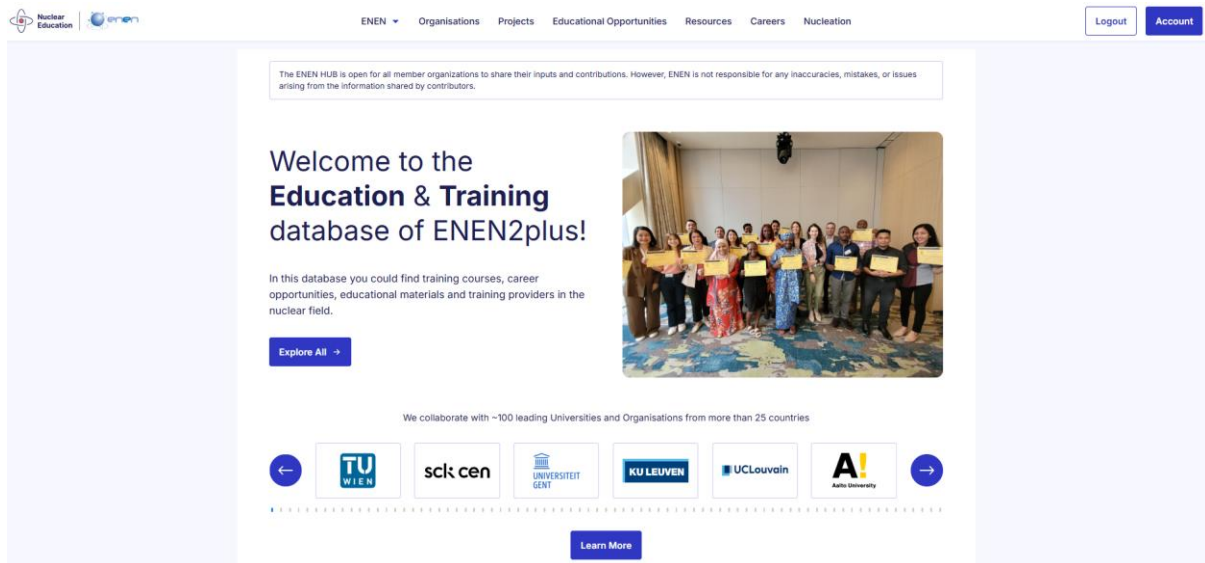 Nuclear
Education
enen
ENEN
Organisations
Projects
Educational Opportunities
Resources
Careers
Nucleation
Logout
Account
The ENEN HUB is open for all member organizations to share their inputs and contributions. However, ENEN is not responsible for any inaccuracies, mistakes, or issues
arising from the information shared by contributors.
Welcome to the
Education & Training
database of ENEN2plus!
In this database you could find training courses, career
opportunities, educational materials and training providers in the
nuclear field.
Explore All →
We collaborate with ~100 leading Universities and Organisations from more than 25 countries
TU
WIEN
sck cen
UNIVERSITEIT
GENT
KU LEUVEN
UCLouvain
A!
Aalto University
Learn More